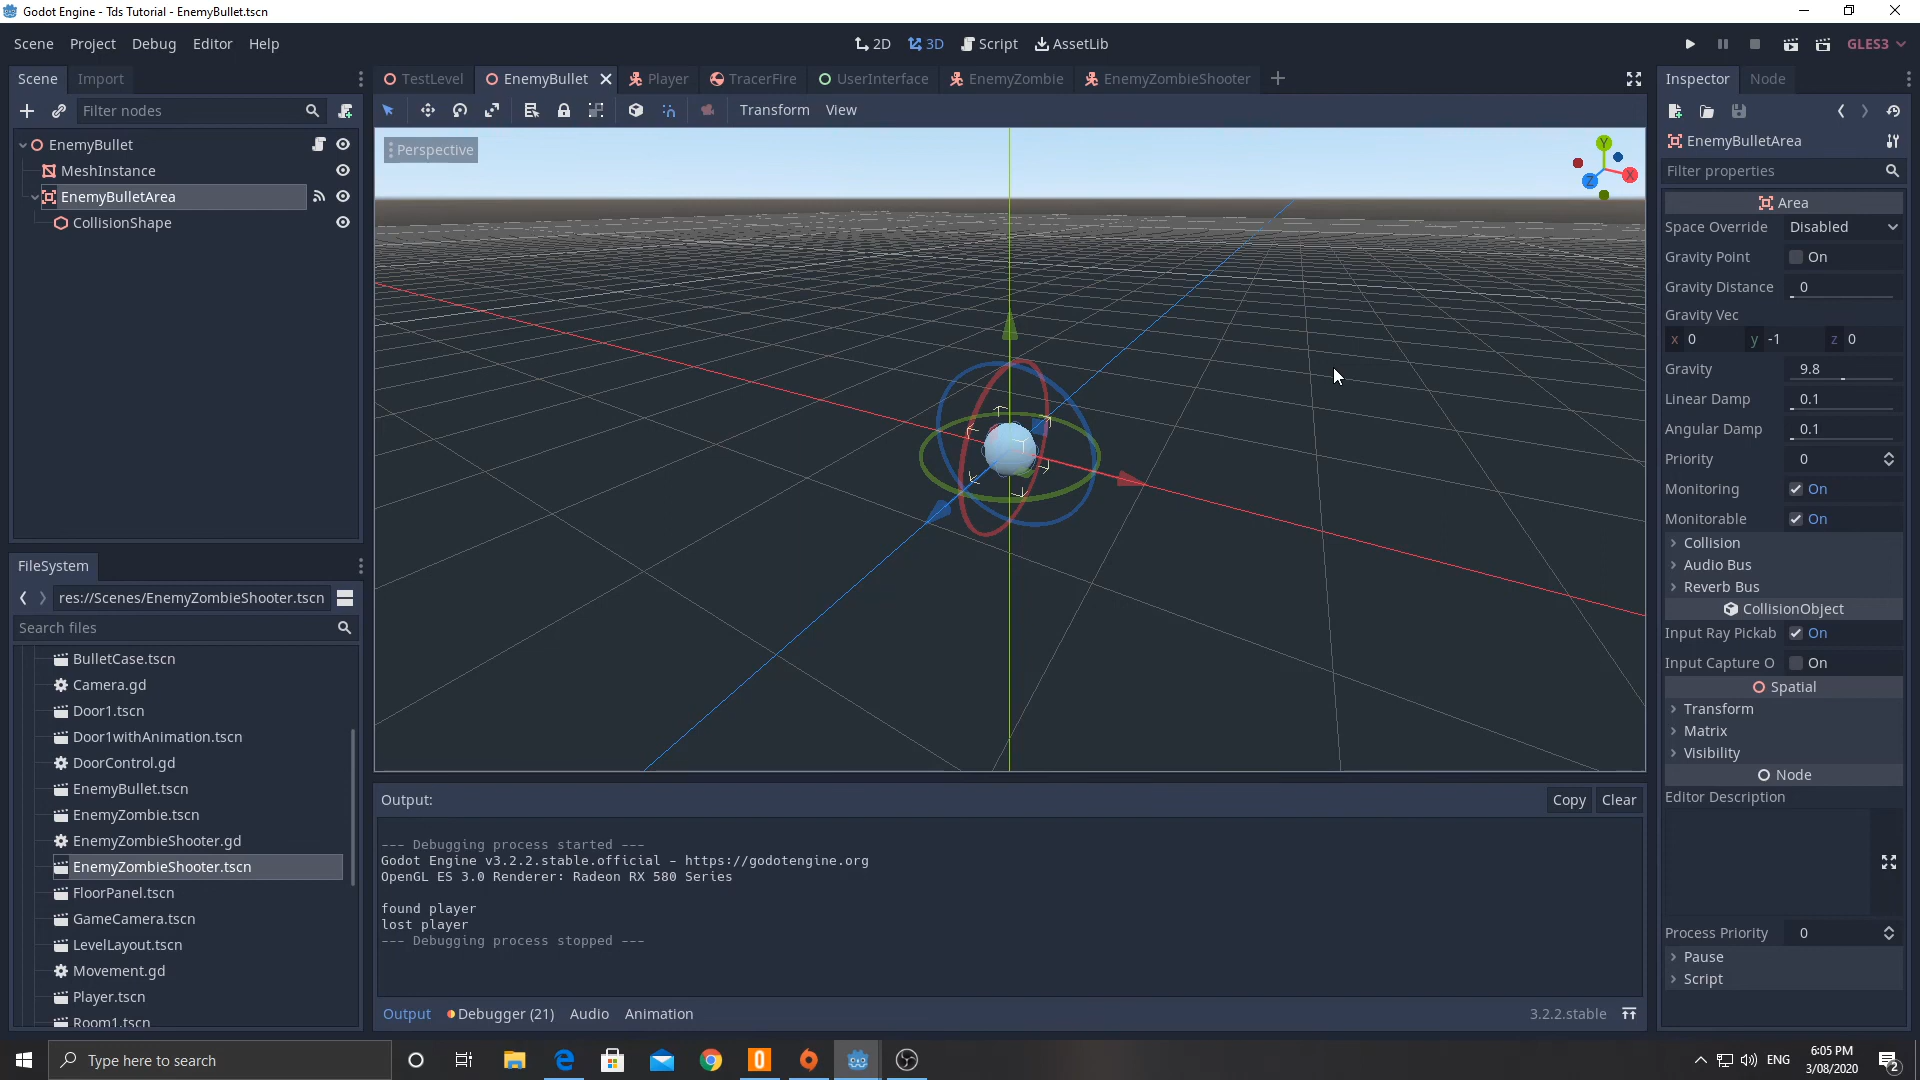 Godot Engine - Tds Tutorial - EnemyBullet.tscn
Scene Project Debug Editor Help
2D 3D Script AssetLib
GLES3
Scene Import
Filter nodes
EnemyBullet
MeshInstance
EnemyBulletArea
CollisionShape
FileSystem
res://Scenes/EnemyZombieShooter.tscn
Search files
BulletCase.tscn
Camera.gd
Door1.tscn
Door1withAnimation.tscn
DoorControl.gd
EnemyBullet.tscn
EnemyZombie.tscn
EnemyZombieShooter.gd
EnemyZombieShooter.tscn
FloorPanel.tscn
GameCamera.tscn
LevelLayout.tscn
Movement.gd
Player.tscn
Room1.tscn
TestLevel EnemyBullet Player TracerFire UserInterface EnemyZombie EnemyZombieShooter
Transform View
Perspective
Y
X
Z
Output:
Copy Clear
--- Debugging process started ---
Godot Engine v3.2.2.stable.official - https://godotengine.org
OpenGL ES 3.0 Renderer: Radeon RX 580 Series
found player
lost player
--- Debugging process stopped ---
Output Debugger (21) Audio Animation
3.2.2.stable
Inspector Node
EnemyBulletArea
Filter properties
Area
Space Override Disabled
Gravity Point On
Gravity Distance 0
Gravity Vec
x 0 y -1 z 0
Gravity 9.8
Linear Damp 0.1
Angular Damp 0.1
Priority 0
Monitoring On
Monitorable On
Collision
Audio Bus
Reverb Bus
CollisionObject
Input Ray Pickab On
Input Capture O On
Spatial
Transform
Matrix
Visibility
Node
Editor Description
Process Priority 0
Pause
Script
Type here to search
ENG
6:05 PM
3/08/2020
2